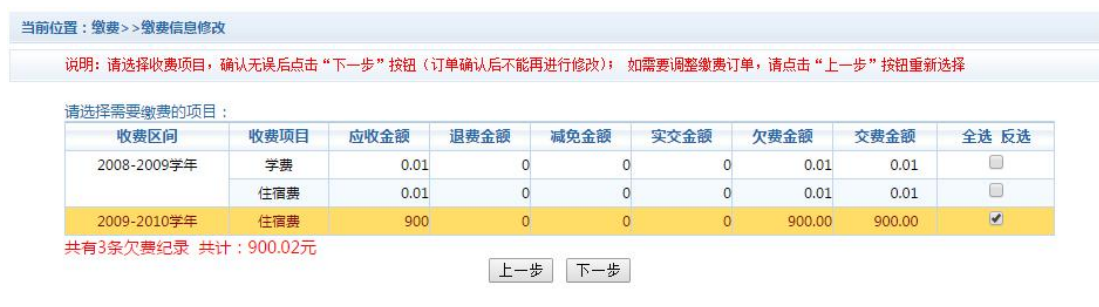 当前位置：缴费>>缴费信息修改
说明：请选择收费项目，确认无误后点击“下一步”按钮（订单确认后不能再进行修改）； 如需要调整缴费订单，请点击“上一步”按钮重新选择
请选择需要缴费的项目：
收费区间 收费项目 应收金额 退费金额 减免金额 实交金额 欠费金额 交费金额 全选 反选
2008-2009学年 学费 0.01 0 0 0 0.01 0.01
住宿费 0.01 0 0 0 0.01 0.01
2009-2010学年 住宿费 900 0 0 0 900.00 900.00
共有3条欠费纪录 共计：900.02元
上一步 下一步